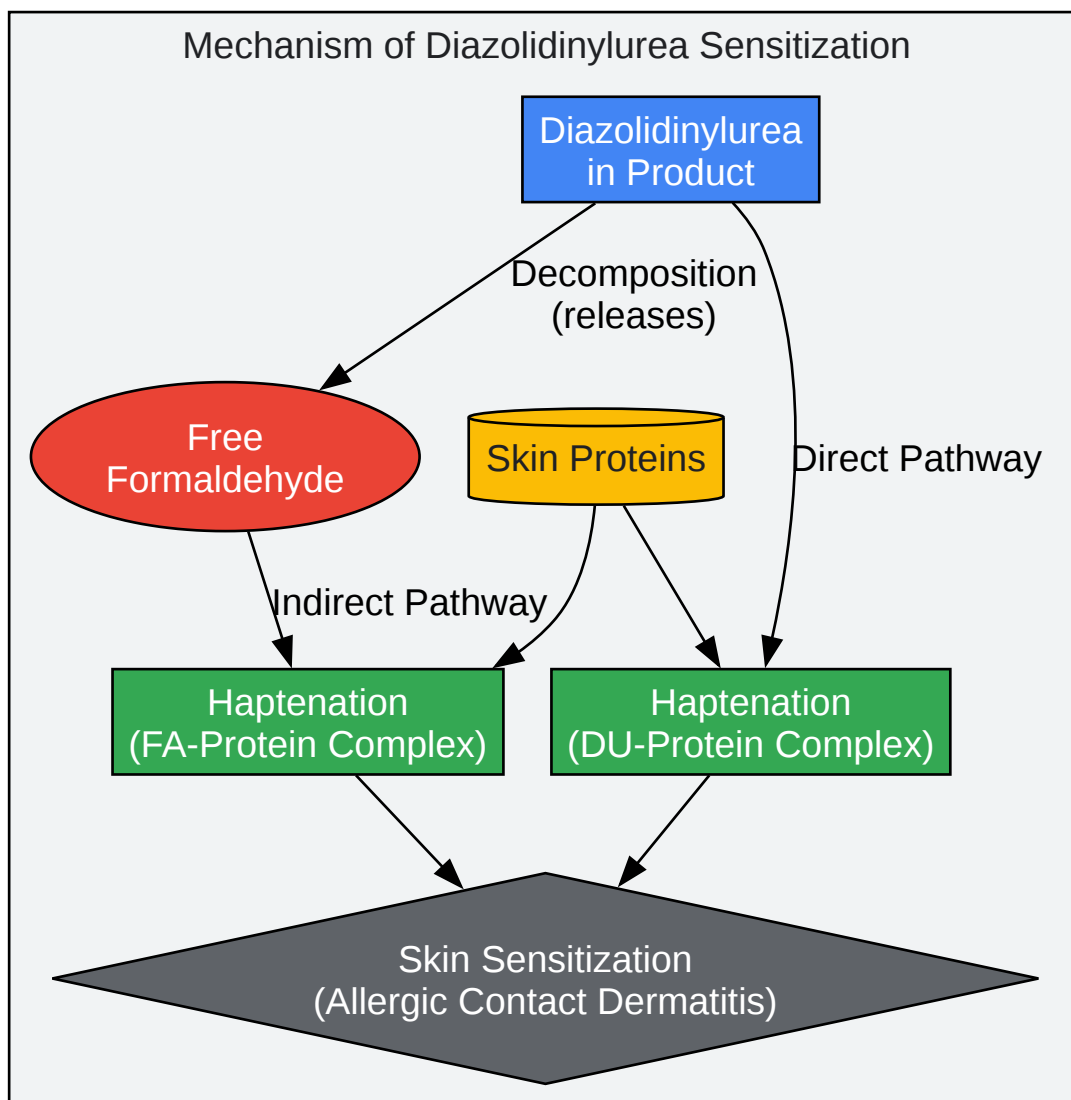 Mechanism of Diazolidinylurea Sensitization
Diazolidinylurea
in Product
Decomposition
(releases)
Free
Formaldehyde
Skin Proteins
Direct Pathway
Indirect Pathway
Haptenation
(FA-Protein Complex)
Haptenation
(DU-Protein Complex)
Skin Sensitization
(Allergic Contact Dermatitis)